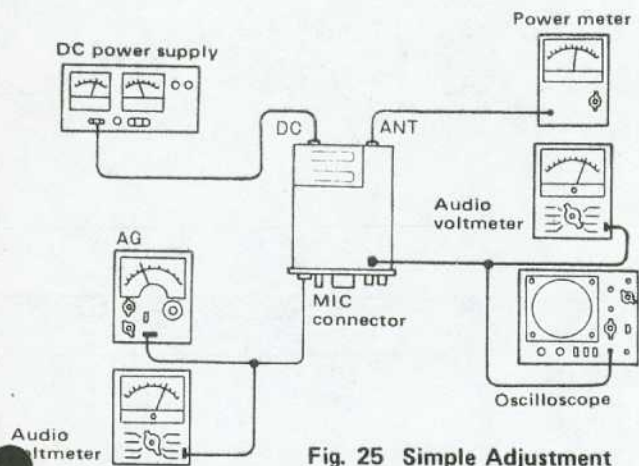 Power meter
DC power supply
DC
ANT
Audio
voltmeter
AG
MIC
connector
Oscilloscope
Audio
Fig. 25 Simple Adjustment